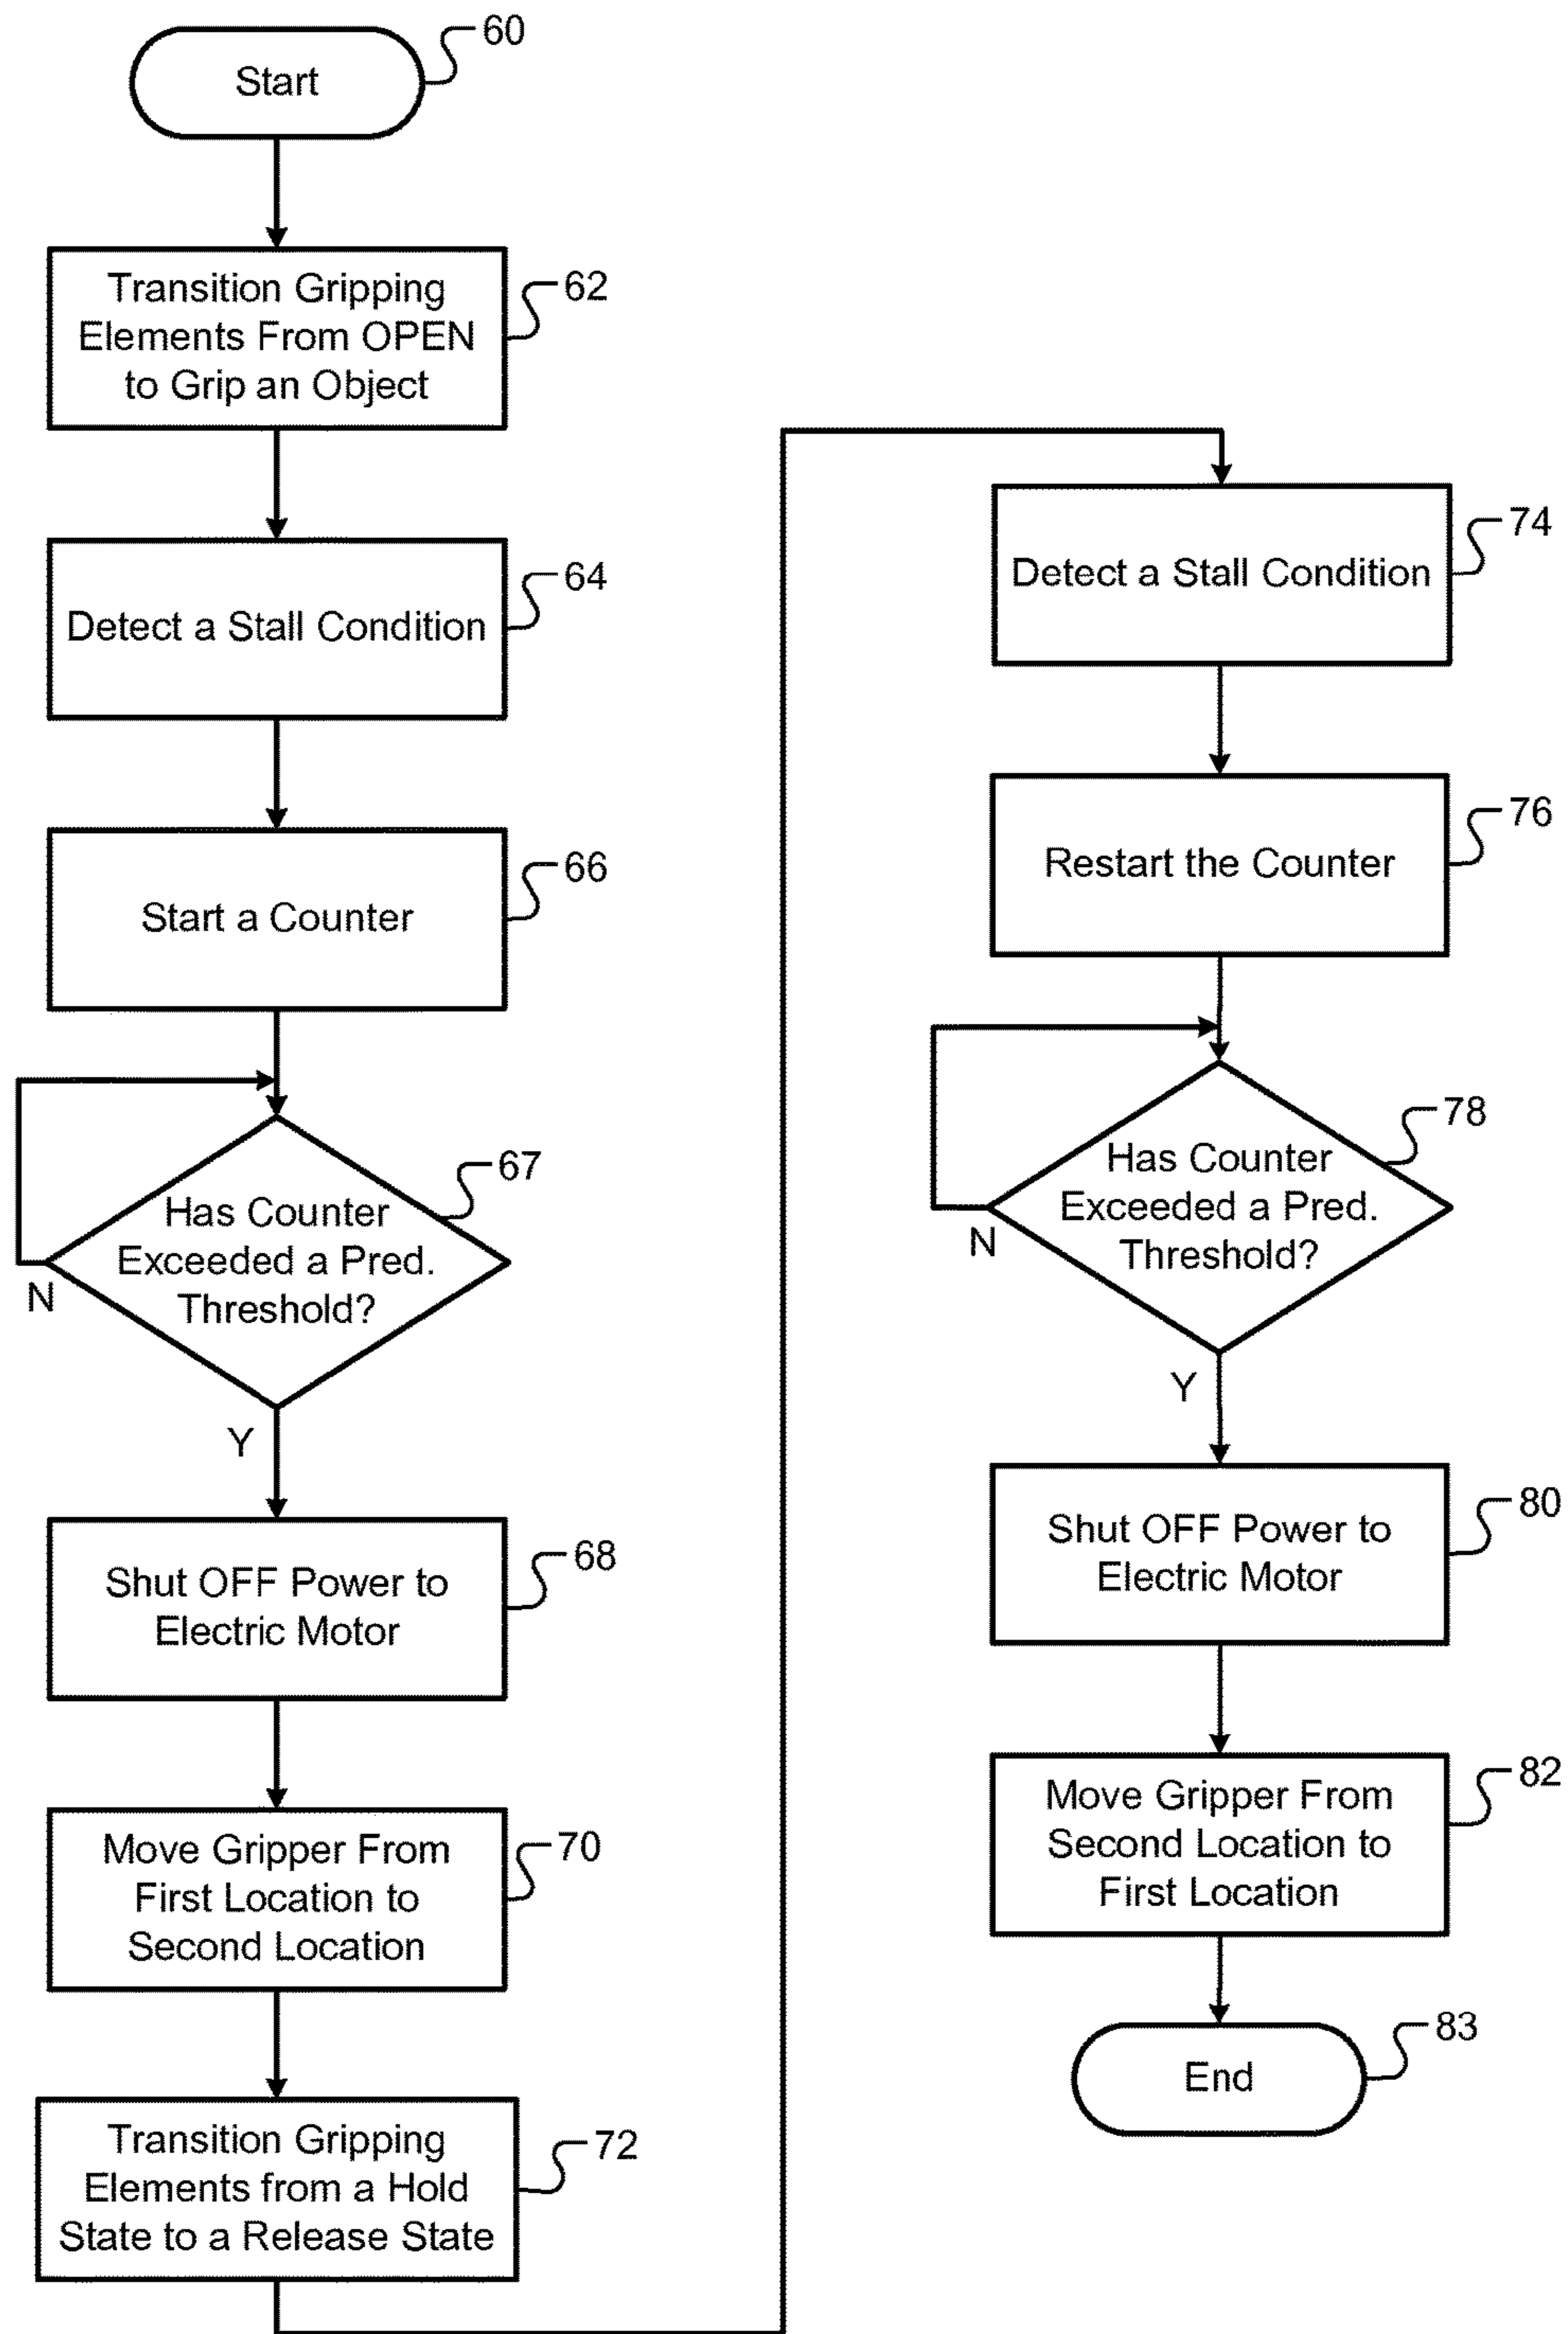 Start
60
Transition Gripping
Elements From OPEN
to Grip an Object
62
Detect a Stall Condition
64
Start a Counter
66
Has Counter
Exceeded a Pred.
Threshold?
67
N
Y
Shut OFF Power to
Electric Motor
68
Move Gripper From
First Location to
Second Location
70
Transition Gripping
Elements from a Hold
State to a Release State
72
Detect a Stall Condition
74
Restart the Counter
76
Has Counter
Exceeded a Pred.
Threshold?
78
N
Y
Shut OFF Power to
Electric Motor
80
Move Gripper From
Second Location to
First Location
82
End
83